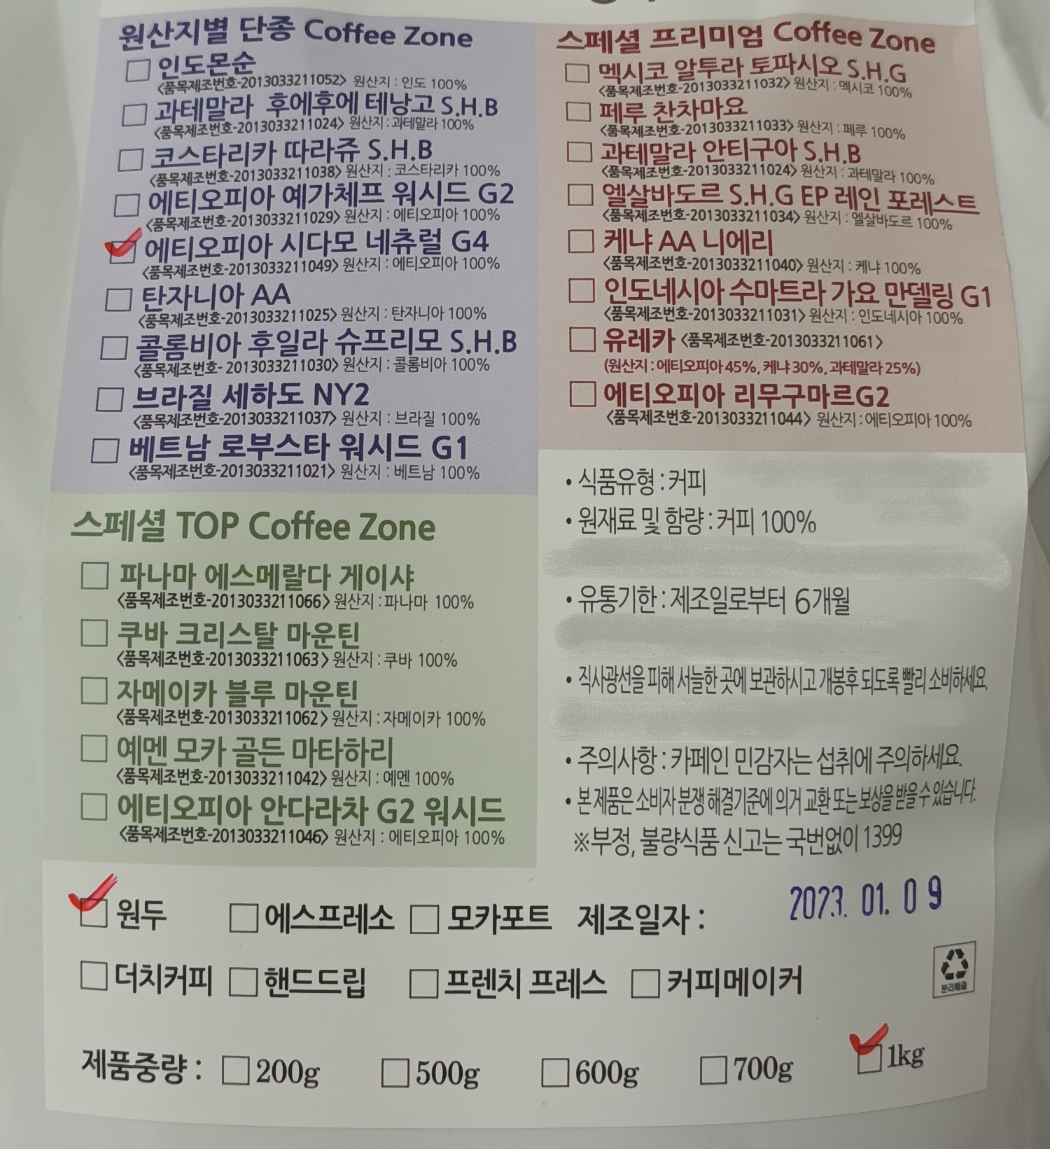 원산지별 단종 Coffee Zone
인도몬순
<품목제조번호-2013033211052> 원산지 : 인도 100%
과테말라 후에후에 테낭고 S.H.B
<품목제조번호-2013033211024> 원산지 : 과테말라 100%
코스타리카 따라쥬 S.H.B
<품목제조번호-2013033211038> 원산지 : 코스타리카 100%
에티오피아 예가체프 워시드 G2
<품목제조번호-2013033211029> 원산지 : 에티오피아 100%
에티오피아 시다모 네츄럴 G4
<품목제조번호-2013033211049> 원산지 : 에티오피아 100%
탄자니아 AA
<품목제조번호-2013033211025> 원산지 : 탄자니아 100%
콜롬비아 후일라 슈프리모 S.H.B
<품목제조번호-2013033211030> 원산지 : 콜롬비아 100%
브라질 세하도 NY2
<품목제조번호-2013033211037> 원산지 : 브라질 100%
베트남 로부스타 워시드 G1
<품목제조번호-2013033211021> 원산지 : 베트남 100%
스페셜 TOP Coffee Zone
파나마 에스메랄다 게이샤
<품목제조번호-2013033211066> 원산지 : 파나마 100%
쿠바 크리스탈 마운틴
<품목제조번호-2013033211063> 원산지 : 쿠바 100%
자메이카 블루 마운틴
<품목제조번호-2013033211062> 원산지 : 자메이카 100%
예멘 모카 골든 마타하리
<품목제조번호-2013033211042> 원산지 : 예멘 100%
에티오피아 안다라차 G2 워시드
<품목제조번호-2013033211046> 원산지 : 에티오피아 100%
스페셜 프리미엄 Coffee Zone
멕시코 알투라 토파시오 S.H.G
<품목제조번호-2013033211032> 원산지 : 멕시코 100%
페루 찬차마요
<품목제조번호-2013033211033> 원산지 : 페루 100%
과테말라 안티구아 S.H.B
<품목제조번호-2013033211024> 원산지 : 과테말라 100%
엘살바도르 S.H.G EP 레인 포레스트
<품목제조번호-2013033211034> 원산지 : 엘살바도르 100%
케냐 AA 니에리
<품목제조번호-2013033211040> 원산지 : 케냐 100%
인도네시아 수마트라 가요 만델링 G1
<품목제조번호-2013033211031> 원산지 : 인도네시아 100%
유레카 <품목제조번호-2013033211061>
(원산지 : 에티오피아 45%, 케냐 30%, 과테말라 25%)
에티오피아 리무구마르G2
<품목제조번호-2013033211044> 원산지 : 에티오피아 100%
• 식품유형 : 커피
• 원재료 및 함량 : 커피 100%
• 유통기한 : 제조일로부터 6개월
• 직사광선을 피해 서늘한 곳에 보관하시고 개봉후 되도록 빨리 소비하세요.
• 주의사항 : 카페인 민감자는 섭취에 주의하세요.
• 본 제품은 소비자 분쟁 해결기준에 의거 교환 또는 보상을 받을 수 있습니다.
※부정, 불량식품 신고는 국번없이 1399
원두 에스프레소 모카포트 제조일자 : 2023. 01. 09
더치커피 핸드드립 프렌치 프레스 커피메이커
분리배출
제품중량 : 200g 500g 600g 700g 1kg